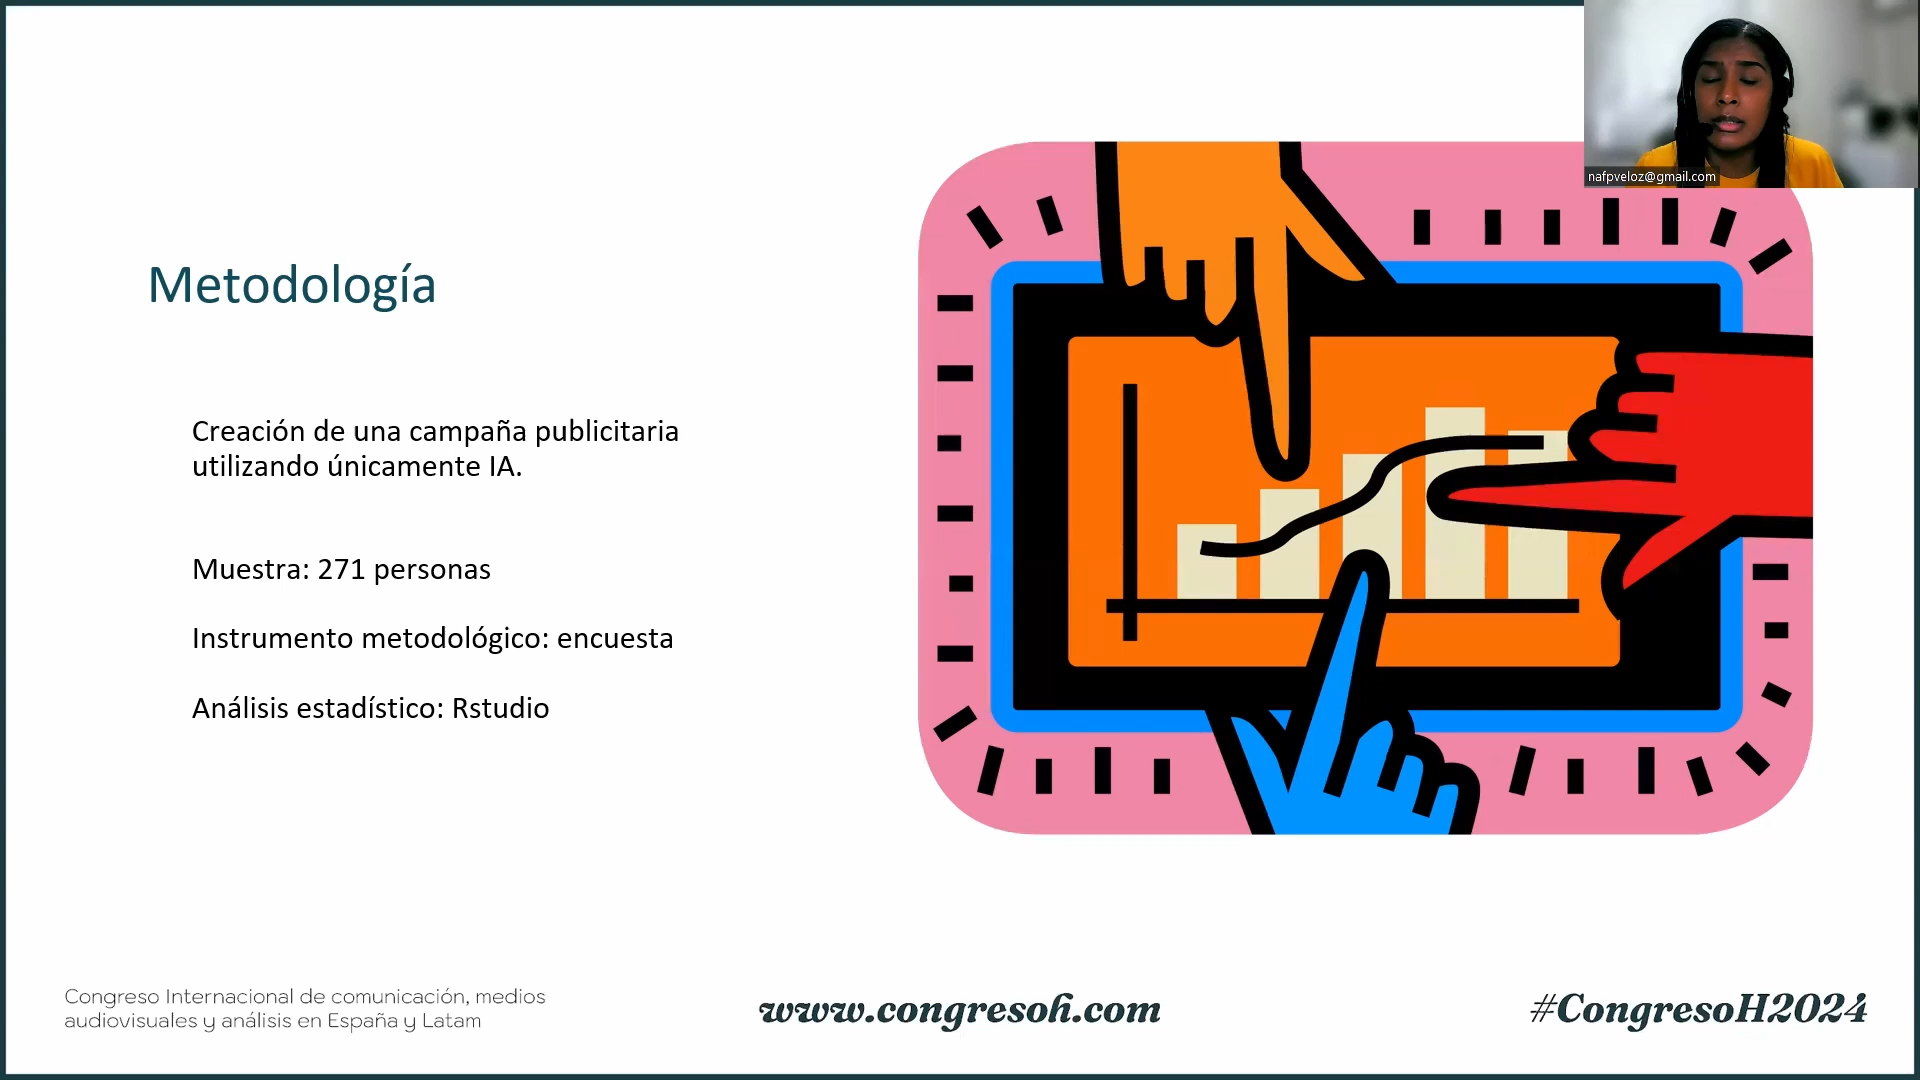 nafpveloz@gmail.com
Metodología
Creación de una campaña publicitaria
utilizando únicamente IA.
Muestra: 271 personas
Instrumento metodológico: encuesta
Análisis estadístico: Rstudio
Congreso Internacional de comunicación, medios
audiovisuales y análisis en España y Latam
www.congresoh.com
#CongresoH2024